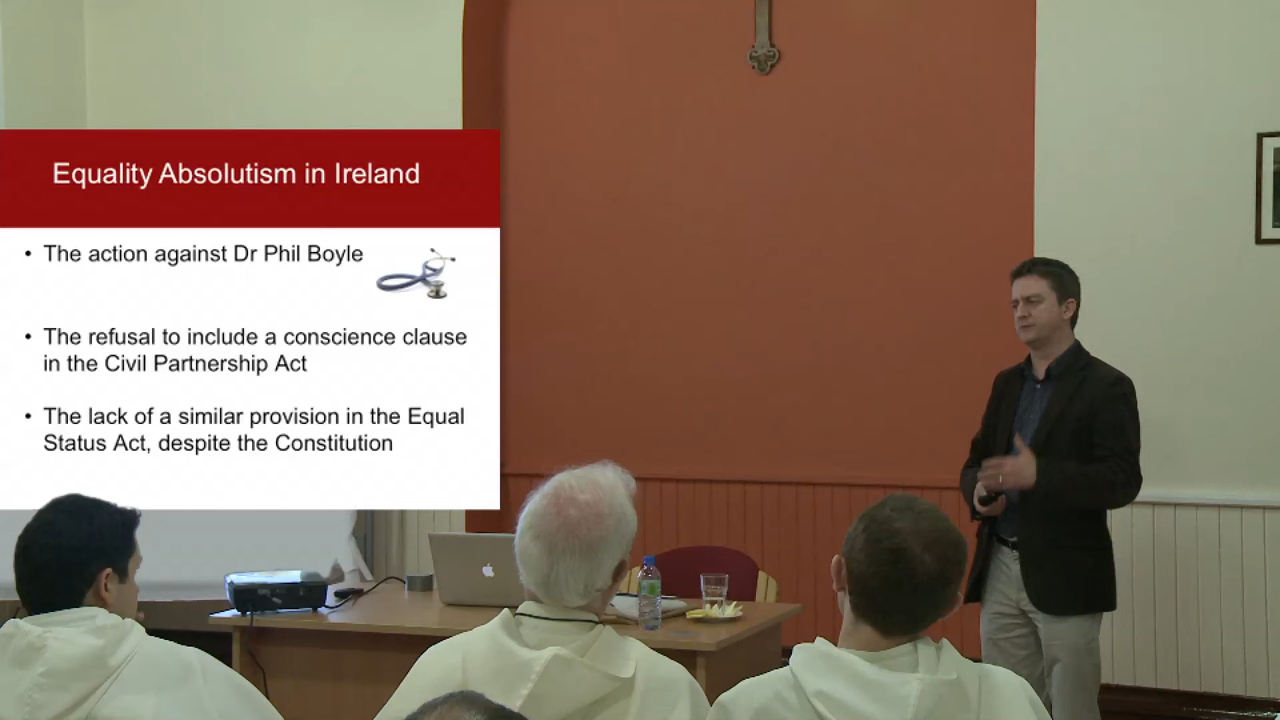 Equality Absolutism in Ireland
• The action against Dr Phil Boyle
• The refusal to include a conscience clause
in the Civil Partnership Act
• The lack of a similar provision in the Equal
Status Act, despite the Constitution